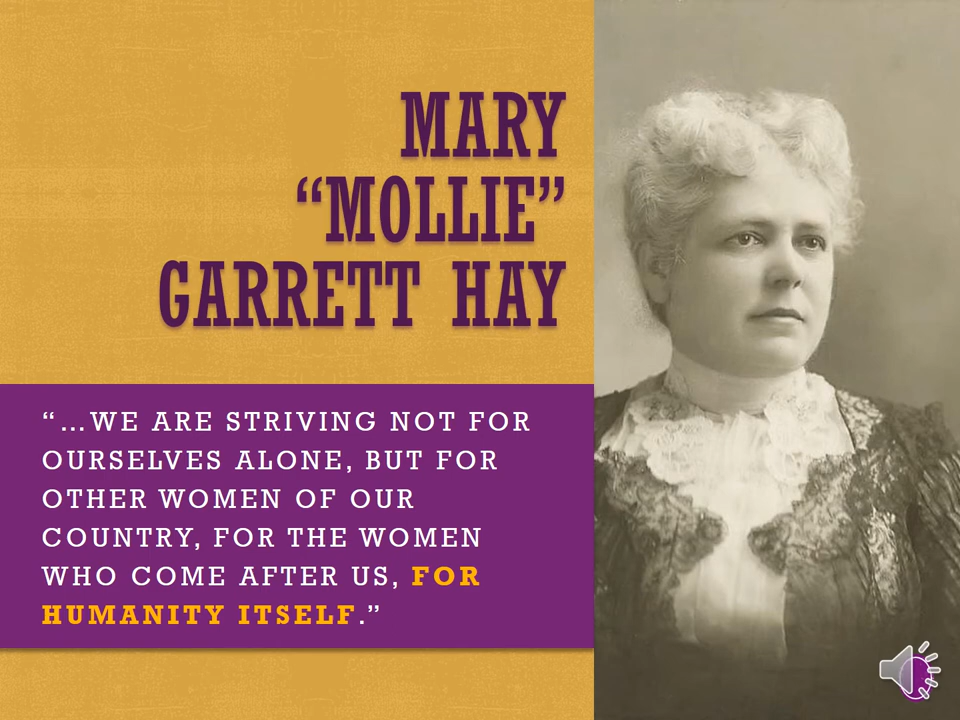 MARY
“MOLLIE”
GARRETT HAY
“…WE ARE STRIVING NOT FOR
OURSELVES ALONE, BUT FOR
OTHER WOMEN OF OUR
COUNTRY, FOR THE WOMEN
WHO COME AFTER US, FOR
HUMANITY ITSELF.”